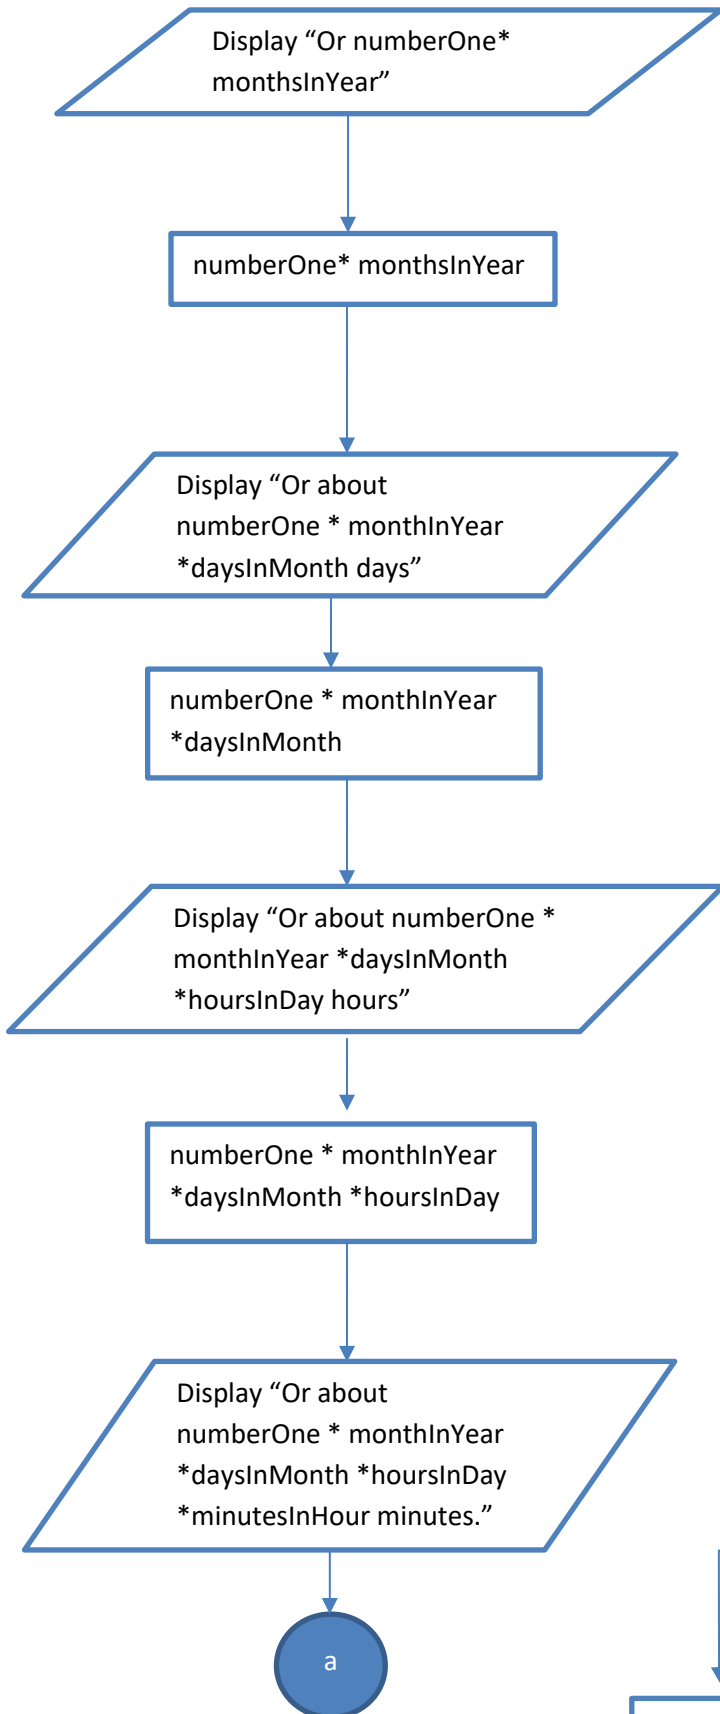 Display “Or numberOne*
monthsInYear”
numberOne* monthsInYear
Display “Or about
numberOne * monthInYear
*daysInMonth days”
numberOne * monthInYear
*daysInMonth
Display “Or about numberOne *
monthInYear *daysInMonth
*hoursInDay hours”
numberOne * monthInYear
*daysInMonth *hoursInDay
Display “Or about
numberOne * monthInYear
*daysInMonth *hoursInDay
*minutesInHour minutes.”
a